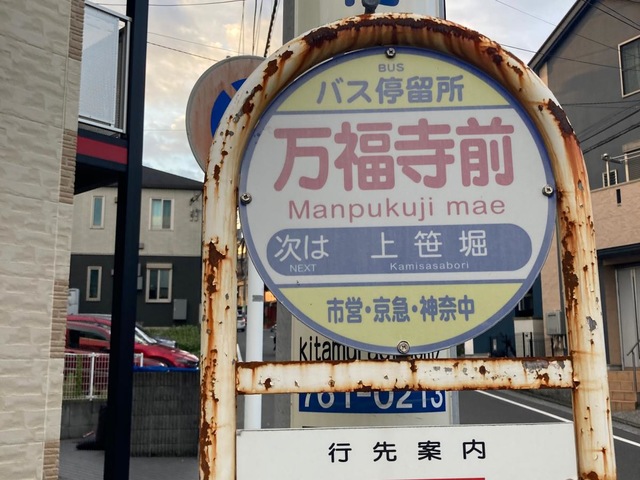 BUS
バス停留所
万福寺前
Manpukuji mae
次は 上笹堀
NEXT Kamisasabori
市営・京急・神奈中
761-0213
行先案内